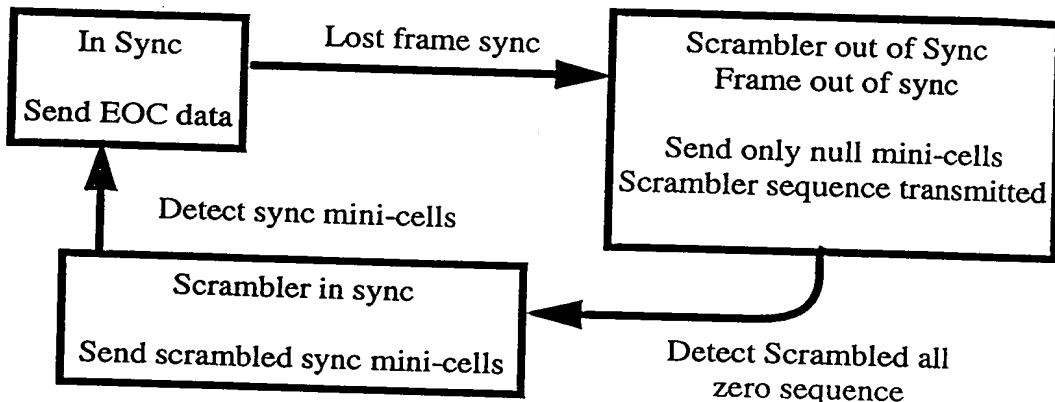 In Sync
Send EOC data
Lost frame sync
Scrambler out of Sync
Frame out of sync
Send only null mini-cells
Scrambler sequence transmitted
Detect sync mini-cells
Scrambler in sync
Send scrambled sync mini-cells
Detect Scrambled all
zero sequence